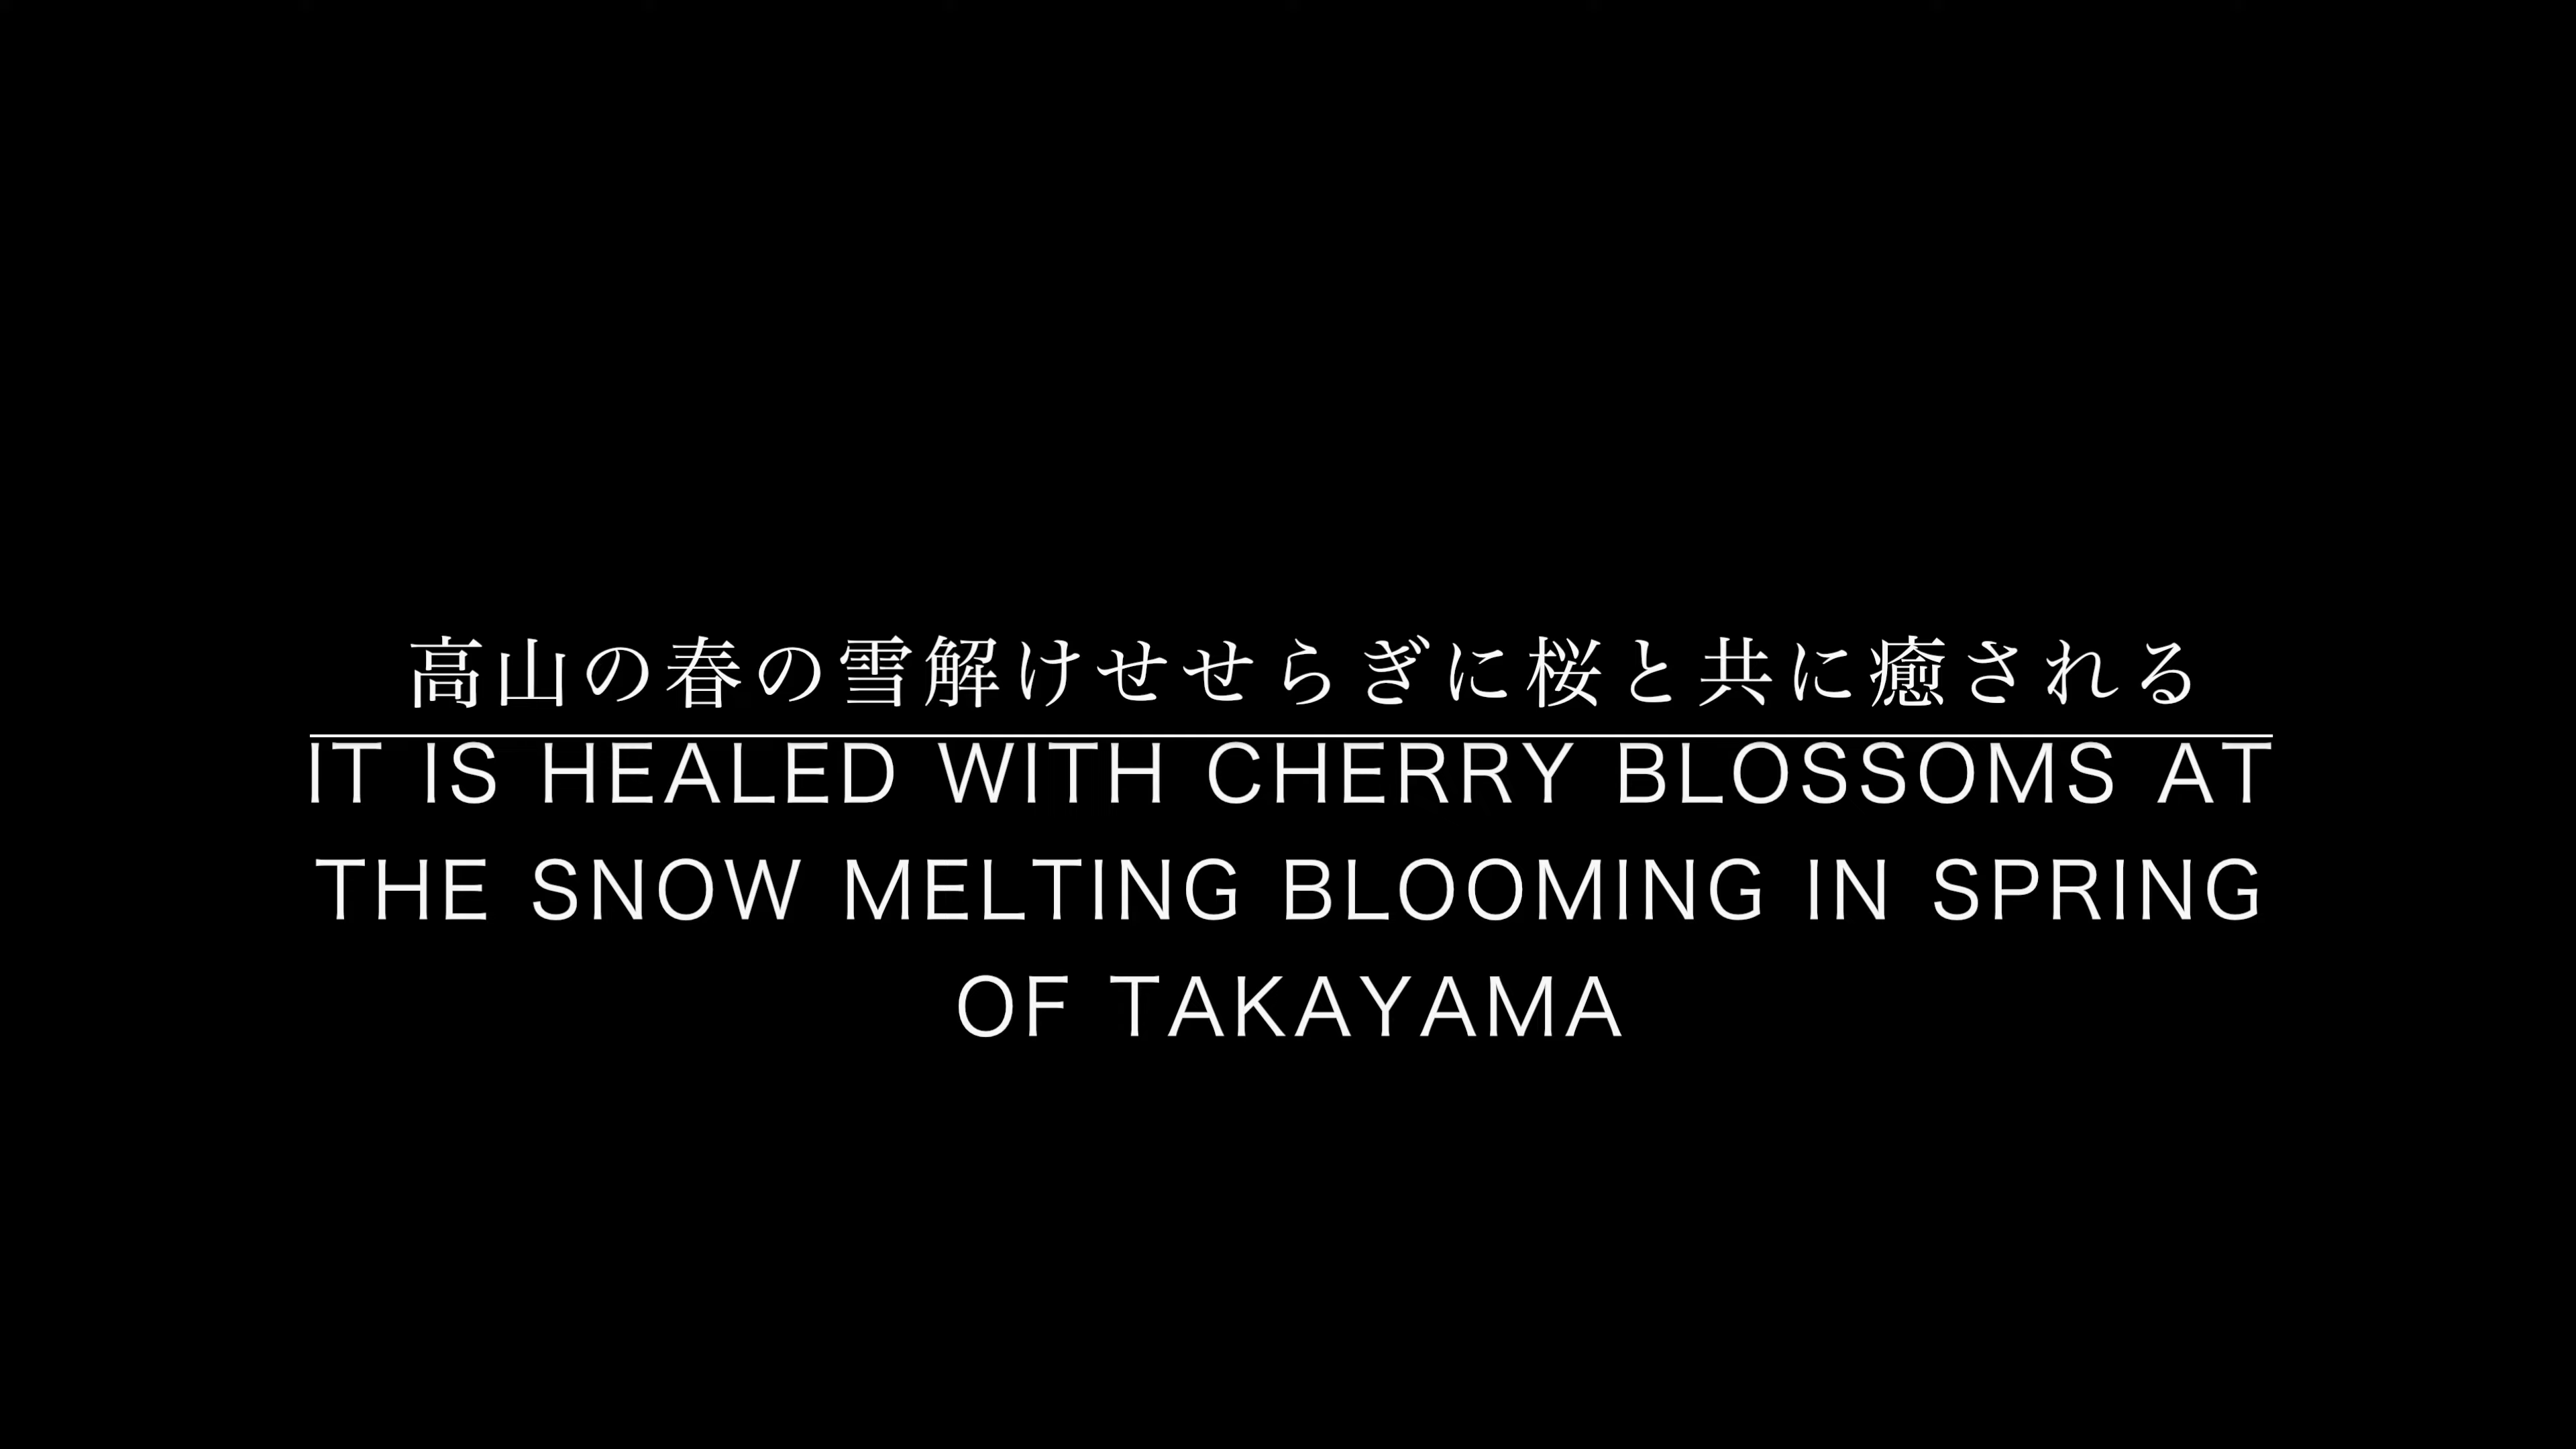 高山の春の雪解けせせらぎに桜と共に癒される
IT IS HEALED WITH CHERRY BLOSSOMS AT
THE SNOW MELTING BLOOMING IN SPRING
OF TAKAYAMA